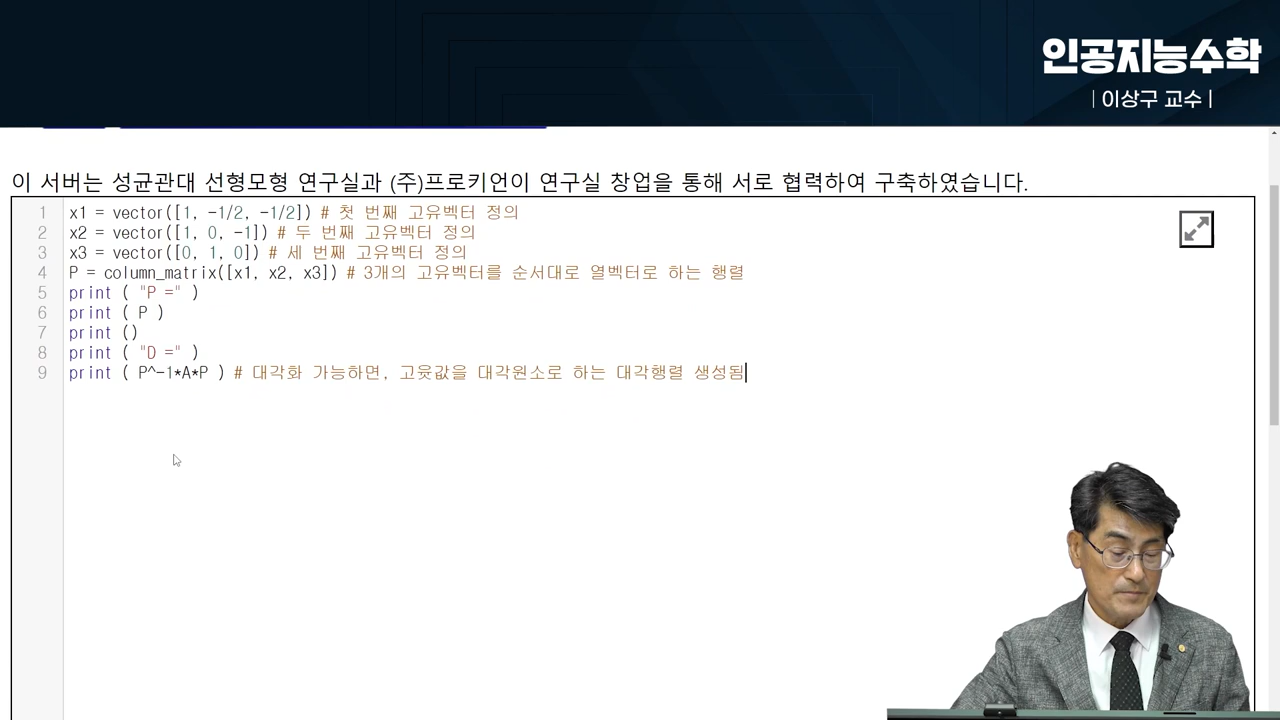 인공지능수학
| 이상구 교수 |
이 서버는 성균관대 선형모형 연구실과 (주)프로키언이 연구실 창업을 통해 서로 협력하여 구축하였습니다.
1 x1 = vector([1, -1/2, -1/2]) # 첫 번째 고유벡터 정의
2 x2 = vector([1, 0, -1]) # 두 번째 고유벡터 정의
3 x3 = vector([0, 1, 0]) # 세 번째 고유벡터 정의
4 P = column_matrix([x1, x2, x3]) # 3개의 고유벡터를 순서대로 열벡터로 하는 행렬
5 print ( "P =" )
6 print ( P )
7 print ()
8 print ( "D =" )
9 print ( P^-1*A*P ) # 대각화 가능하면, 고윳값을 대각원소로 하는 대각행렬 생성됨